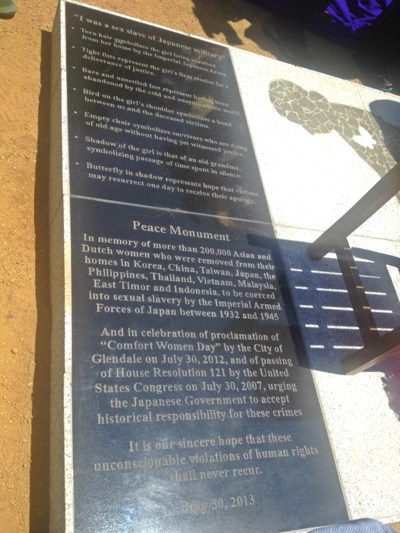 "I was a sex slave of Japanese military"
• Torn hair symbolizes the girl being snatched
from her home by the Imperial Japanese Army.
• Tight fists represent the girl's firm resolve for a
deliverance of justice.
• Bare and unsettled feet represent having been
abandoned by the cold and unsympathetic world.
• Bird on the girl's shoulder symbolizes a bond
between us and the deceased victims.
• Empty chair symbolizes survivors who are dying
of old age without having yet witnessed justice.
• Shadow of the girl is that of an old grandma,
symbolizing passage of time spent in silence.
• Butterfly in shadow represents hope that victims
may resurrect one day to receive their apology.
Peace Monument
In memory of more than 200,000 Asian and
Dutch women who were removed from their
homes in Korea, China, Taiwan, Japan, the
Philippines, Thailand, Vietnam, Malaysia,
East Timor and Indonesia, to be coerced
into sexual slavery by the Imperial Armed
Forces of Japan between 1932 and 1945
And in celebration of proclamation of
"Comfort Women Day" by the City of
Glendale on July 30, 2012, and of passing
of House Resolution 121 by the United
States Congress on July 30, 2007, urging
the Japanese Government to accept
historical responsibility for these crimes
It is our sincere hope that these
unconscionable violations of human rights
shall never recur.
July 30, 2013